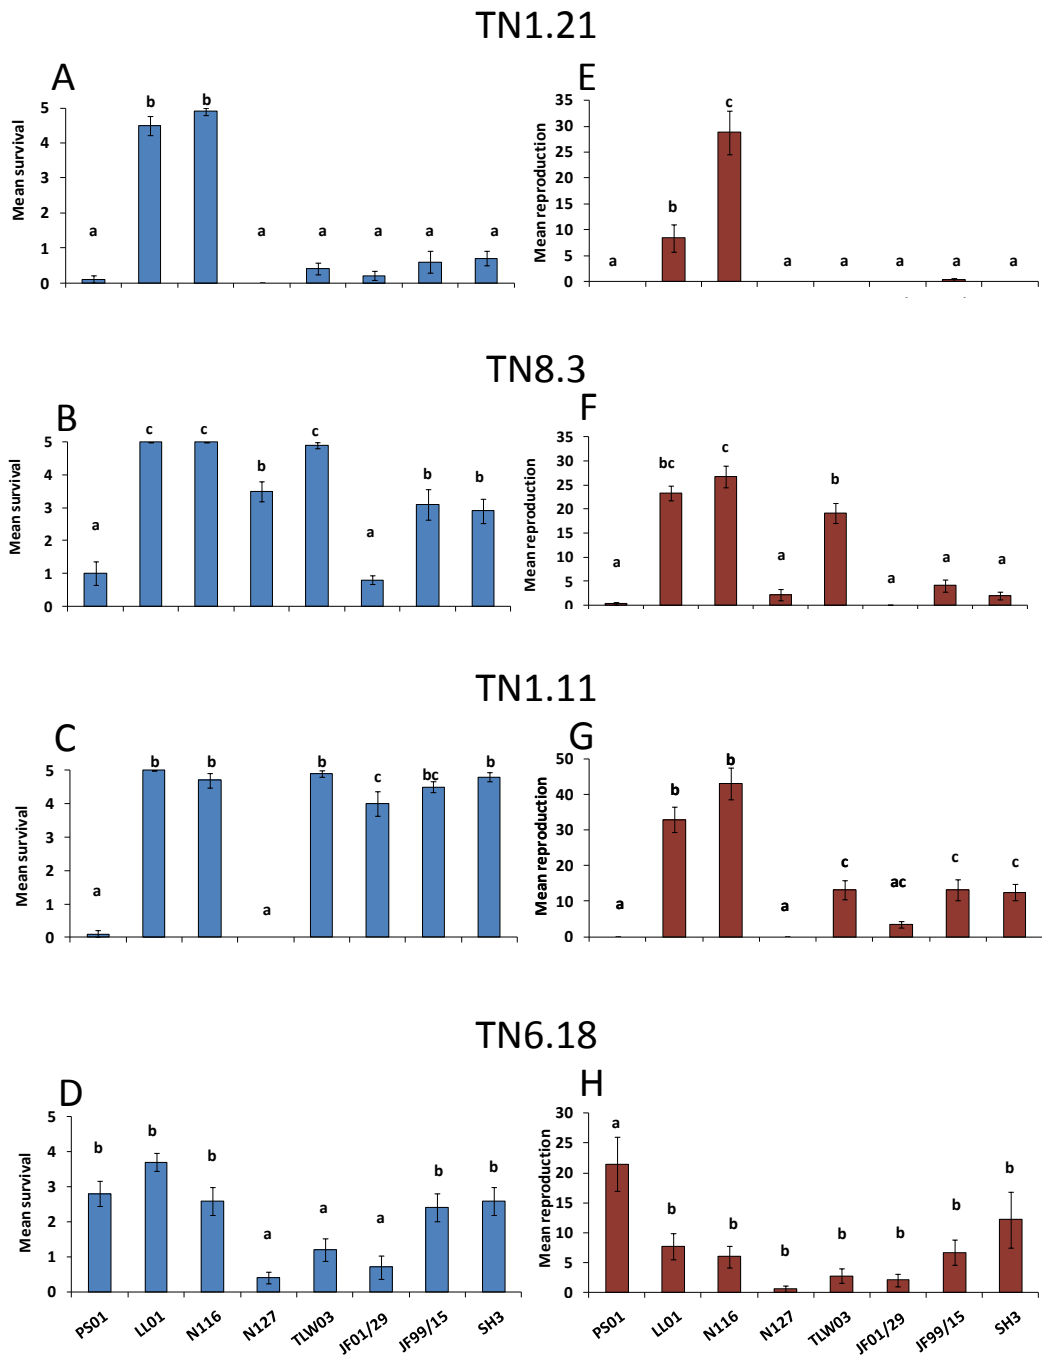 TN1.21
A
Mean survival
5
4
3
2
1
0
a
b
b
a
a
a
a
a
E
Mean reproduction
35
30
25
20
15
10
5
0
a
b
c
a
a
a
a
a
TN8.3
B
Mean survival
5
4
3
2
1
0
a
c
c
b
c
a
b
b
F
Mean reproduction
35
30
25
20
15
10
5
0
a
bc
c
a
b
a
a
a
TN1.11
C
Mean survival
5
4
3
2
1
0
a
b
b
a
b
c
bc
b
G
Mean reproduction
50
40
30
20
10
0
a
b
b
a
c
ac
c
c
TN6.18
D
Mean survival
5
4
3
2
1
0
b
b
b
a
a
a
b
b
PS01
LL01
N116
N127
TLW03
JF01/29
JF99/15
SH3
H
Mean reproduction
30
25
20
15
10
5
0
a
b
b
b
b
b
b
b
PS01
LL01
N116
N127
TLW03
JF01/29
JF99/15
SH3